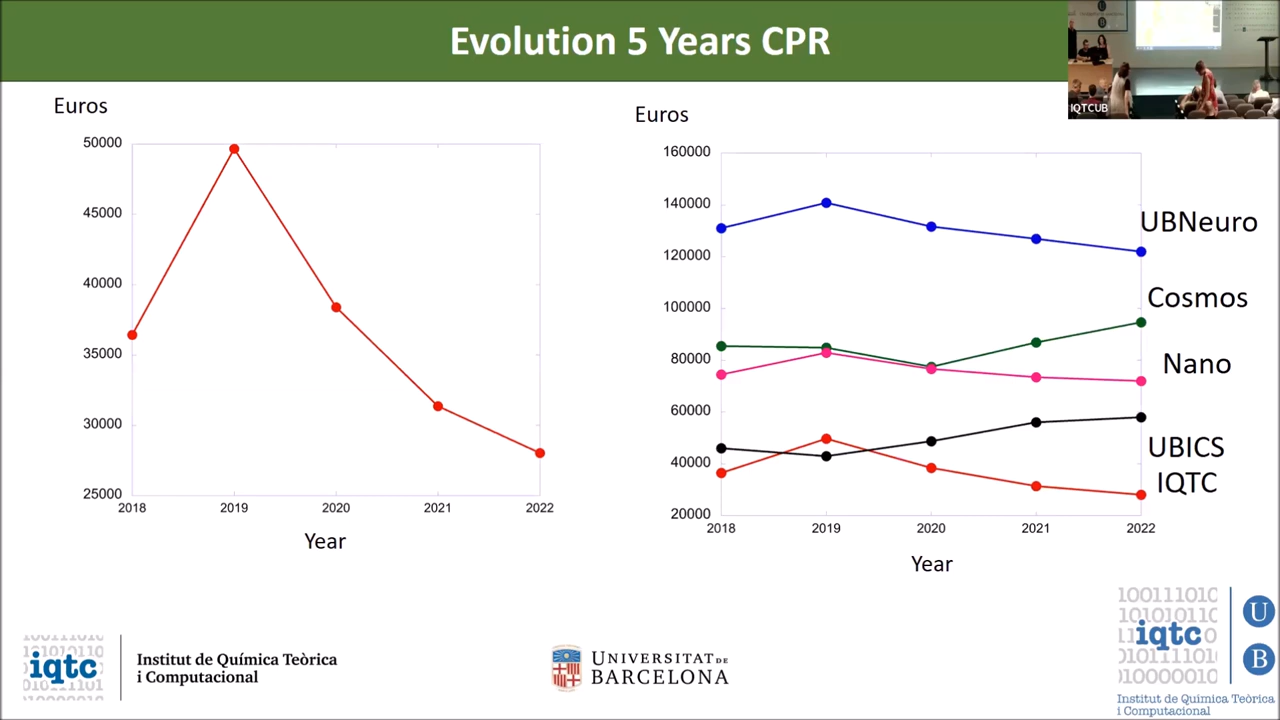 Evolution 5 Years CPR
IQTCUB
Euros
50000
45000
40000
35000
30000
25000
2018 2019 2020 2021 2022
Year
Euros
160000
140000
120000
100000
80000
60000
40000
20000
2018 2019 2020 2021 2022
Year
UBNeuro
Cosmos
Nano
UBICS
IQTC
iqtc
Institut de Química Teòrica
i Computacional
UNIVERSITAT DE
BARCELONA
100111010
iqtc
10000010
U
B
Institut de Química Teòrica
i Computacional